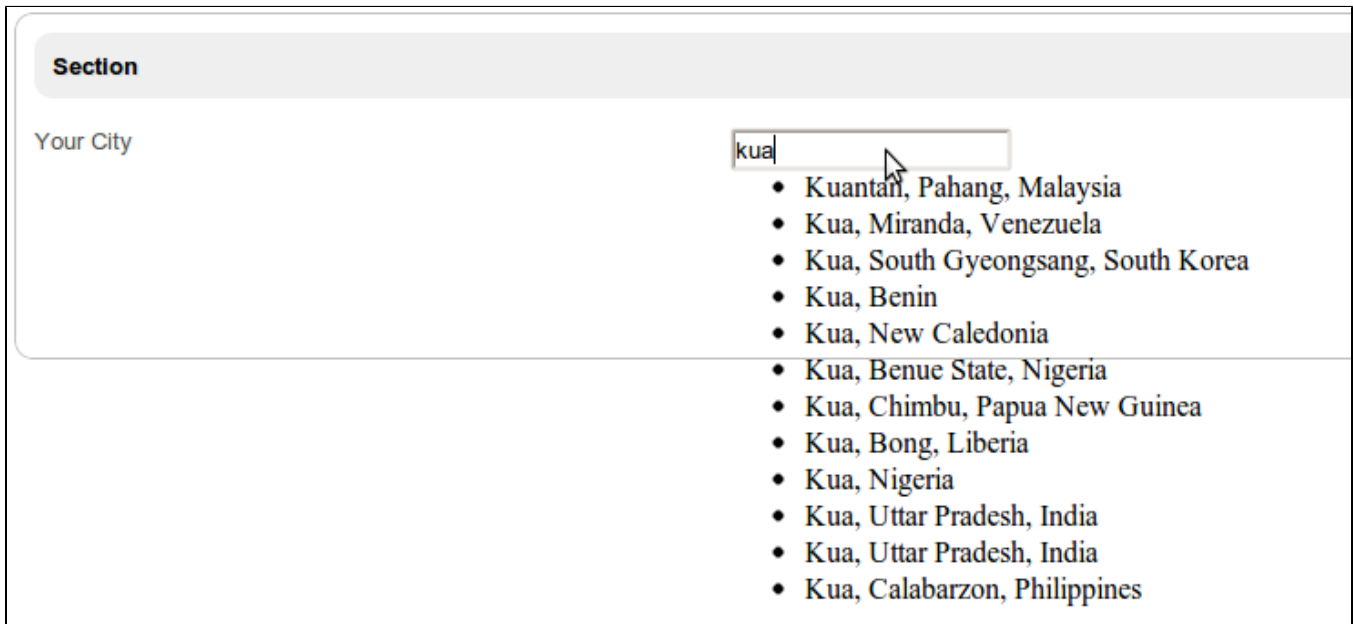 Section
Your City
kua
Kuantan, Pahang, Malaysia
Kua, Miranda, Venezuela
Kua, South Gyeongsang, South Korea
Kua, Benin
Kua, New Caledonia
Kua, Benue State, Nigeria
Kua, Chimbu, Papua New Guinea
Kua, Bong, Liberia
Kua, Nigeria
Kua, Uttar Pradesh, India
Kua, Uttar Pradesh, India
Kua, Calabarzon, Philippines